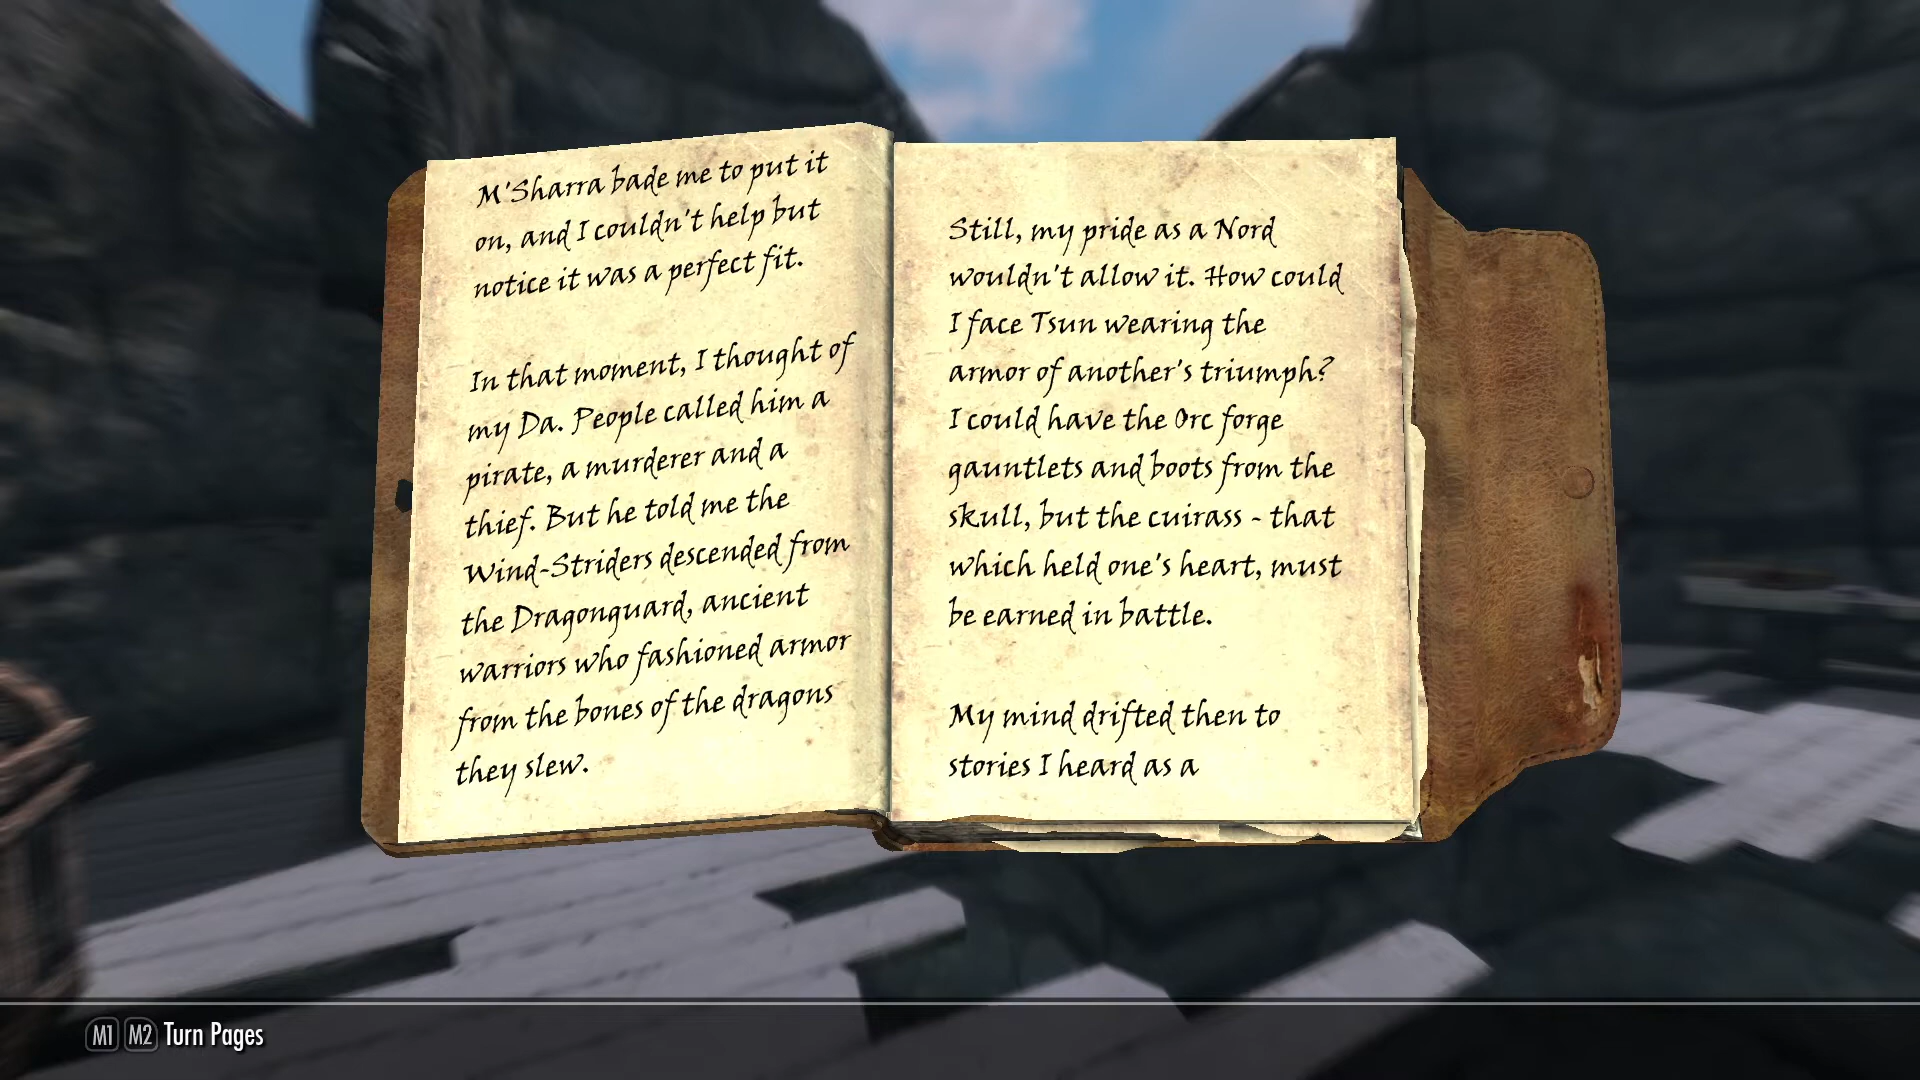 M'Sharra bade me to put it
on, and I couldn't help but
notice it was a perfect fit.
In that moment, I thought of
my Da. People called him a
pirate, a murderer and a
thief. But he told me the
Wind-Striders descended from
the Dragonguard, ancient
warriors who fashioned armor
from the bones of the dragons
they slew.
Still, my pride as a Nord
wouldn't allow it. How could
I face Tsun wearing the
armor of another's triumph?
I could have the Orc forge
gauntlets and boots from the
skull, but the cuirass - that
which held one's heart, must
be earned in battle.
My mind drifted then to
stories I heard as a
M1 M2 Turn Pages